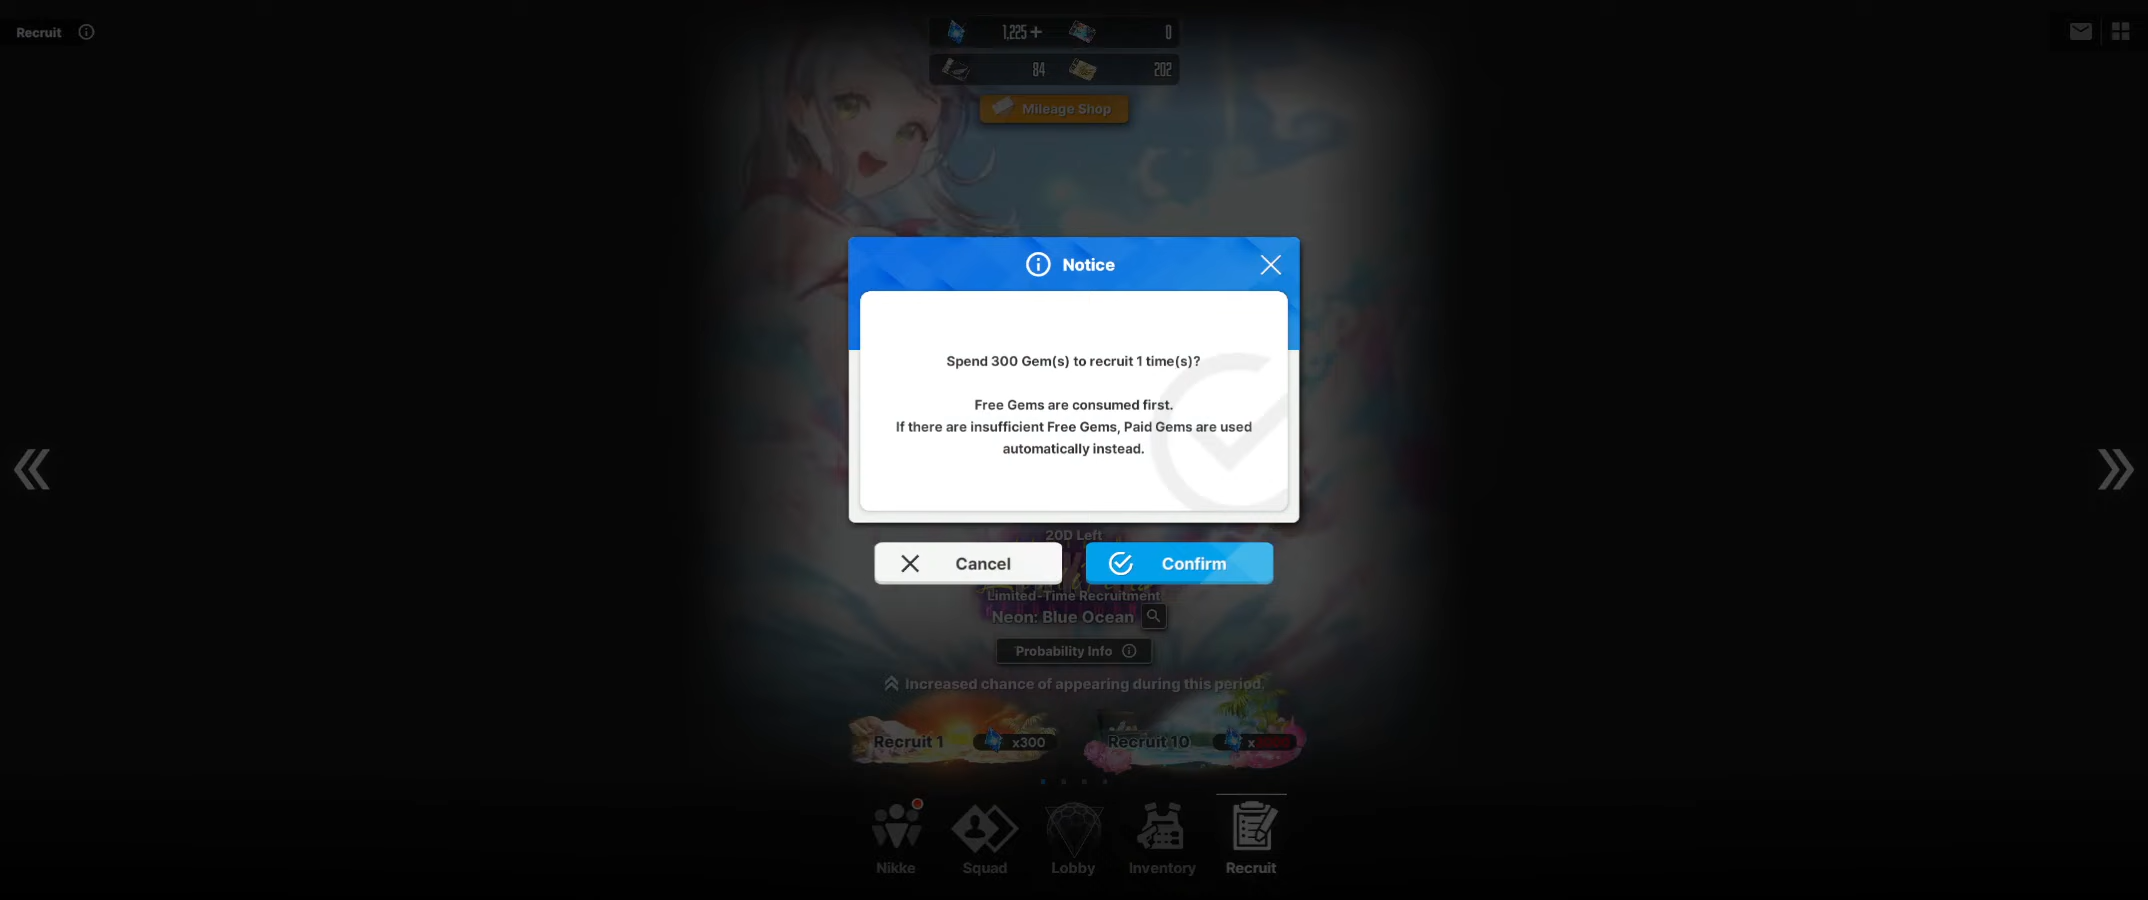 Recruit
1,225+ 0
84 202
Mileage Shop
Notice
Spend 300 Gem(s) to recruit 1 time(s)?
Free Gems are consumed first.
If there are insufficient Free Gems, Paid Gems are used
automatically instead.
20D Left
Cancel Confirm
Limited-Time Recruitment
Neon: Blue Ocean
Probability Info
Increased chance of appearing during this period.
Recruit 1 x300 Recruit 10
Nikke Squad Lobby Inventory Recruit